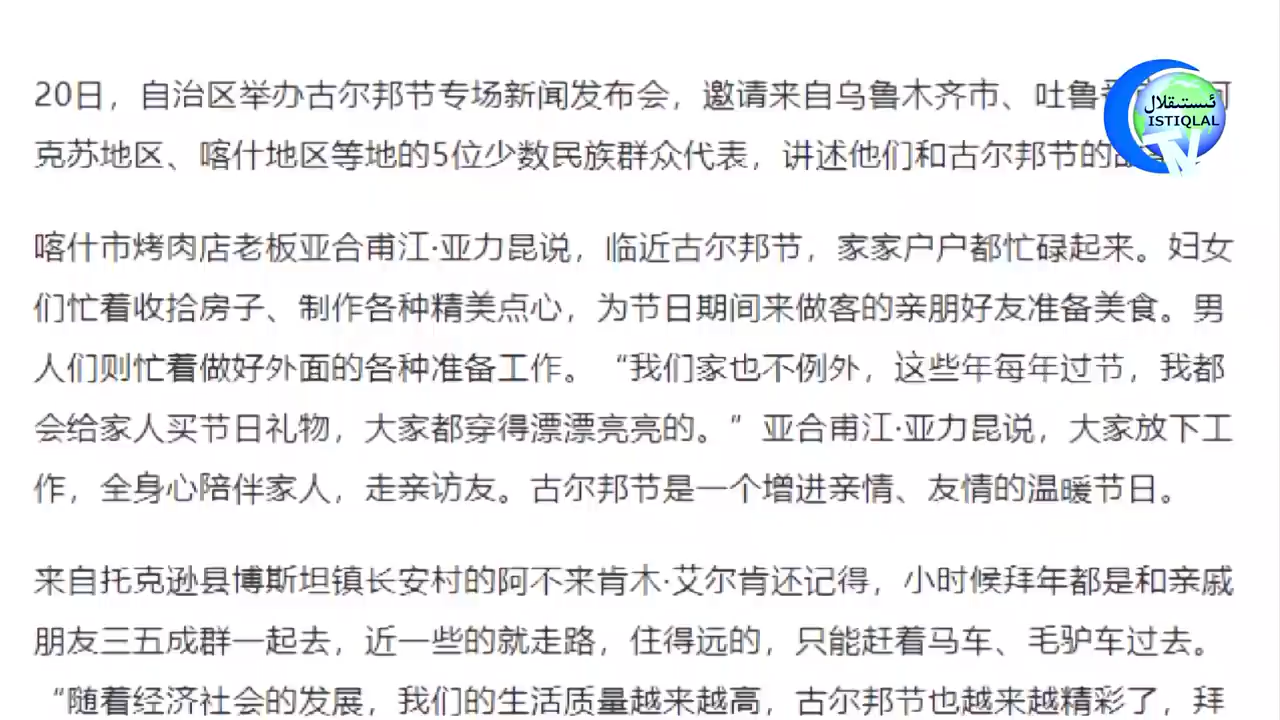 20日，自治区举办古尔邦节专场新闻发布会，邀请来自乌鲁木齐市、吐鲁
克苏地区、喀什地区等地的5位少数民族群众代表，讲述他们和古尔邦节的
ئىستىقلال
ISTIQLAL
TV
喀什市烤肉店老板亚合甫江·亚力昆说，临近古尔邦节，家家户户都忙碌起来。妇女
们忙着收拾房子、制作各种精美点心，为节日期间来做客的亲朋好友准备美食。男
人们则忙着做好外面的各种准备工作。“我们家也不例外，这些年每年过节，我都
会给家人买节日礼物，大家都穿得漂漂亮亮的。”亚合甫江·亚力昆说，大家放下工
作，全身心陪伴家人，走亲访友。古尔邦节是一个增进亲情、友情的温暖节日。
来自托克逊县博斯坦镇长安村的阿不来肯木·艾尔肯还记得，小时候拜年都是和亲戚
朋友三五成群一起去，近一些的就走路，住得远的，只能赶着马车、毛驴车过去。
“随着经济社会的发展，我们的生活质量越来越高，古尔邦节也越来越精彩了，拜